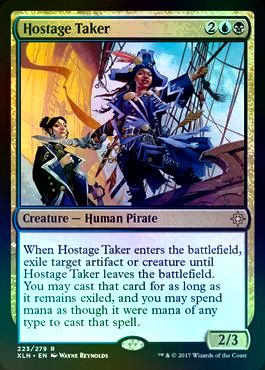 Hostage Taker 2
Creature — Human Pirate
When Hostage Taker enters the battlefield,
exile target artifact or creature until
Hostage Taker leaves the battlefield.
You may cast that card for as long as
it remains exiled, and you may spend
mana as though it were mana of any
type to cast that spell.
2/3
223/279 R
XLN • EN WAYNE REYNOLDS
™ & © 2017 Wizards of the Coast